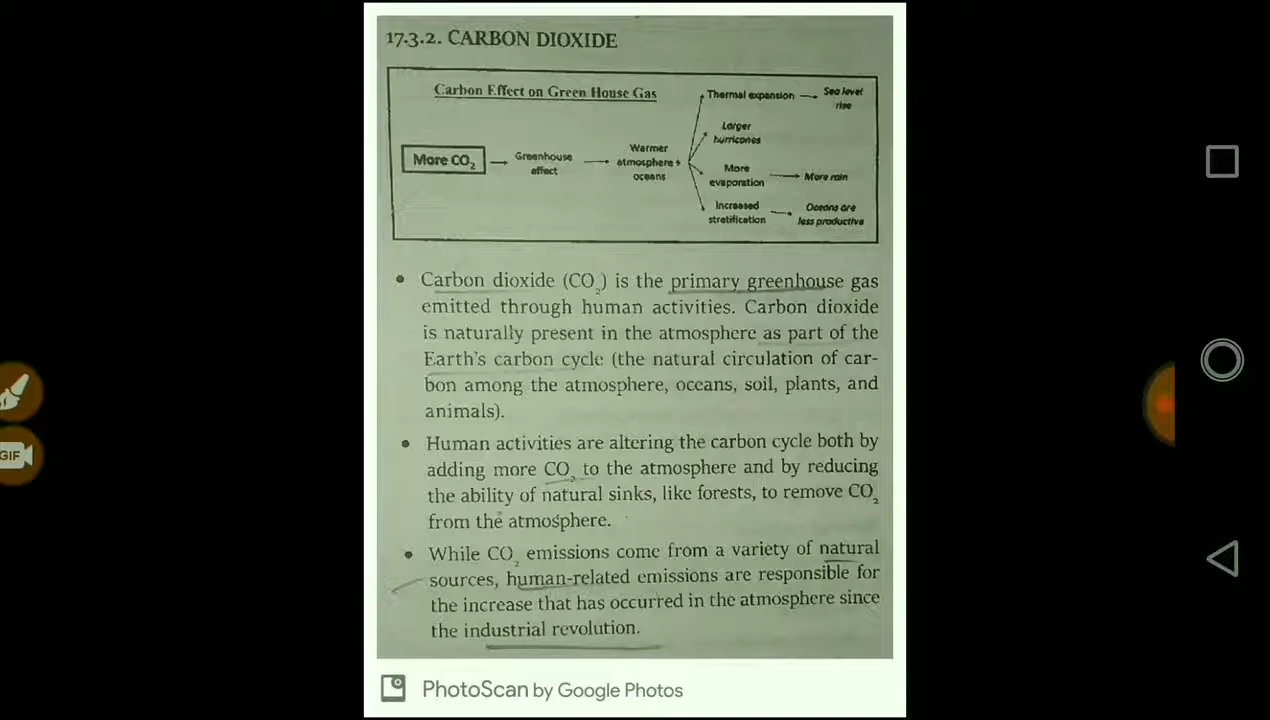 17.3.2. CARBON DIOXIDE
Carbon Effect on Green House Gas
More CO₂
Greenhouse
effect
Warmer
atmosphere +
oceans
Thermal expansion
Sea level
rise
Larger
hurricones
More
evaporation
More rain
Increased
stratification
Oceans are
less productive
• Carbon dioxide (CO₂) is the primary greenhouse gas
emitted through human activities. Carbon dioxide
is naturally present in the atmosphere as part of the
Earth's carbon cycle (the natural circulation of car-
bon among the atmosphere, oceans, soil, plants, and
animals).
• Human activities are altering the carbon cycle both by
adding more CO₂ to the atmosphere and by reducing
the ability of natural sinks, like forests, to remove CO₂
from the atmosphere.
• While CO₂ emissions come from a variety of natural
sources, human-related emissions are responsible for
the increase that has occurred in the atmosphere since
the industrial revolution.
PhotoScan by Google Photos
GIF